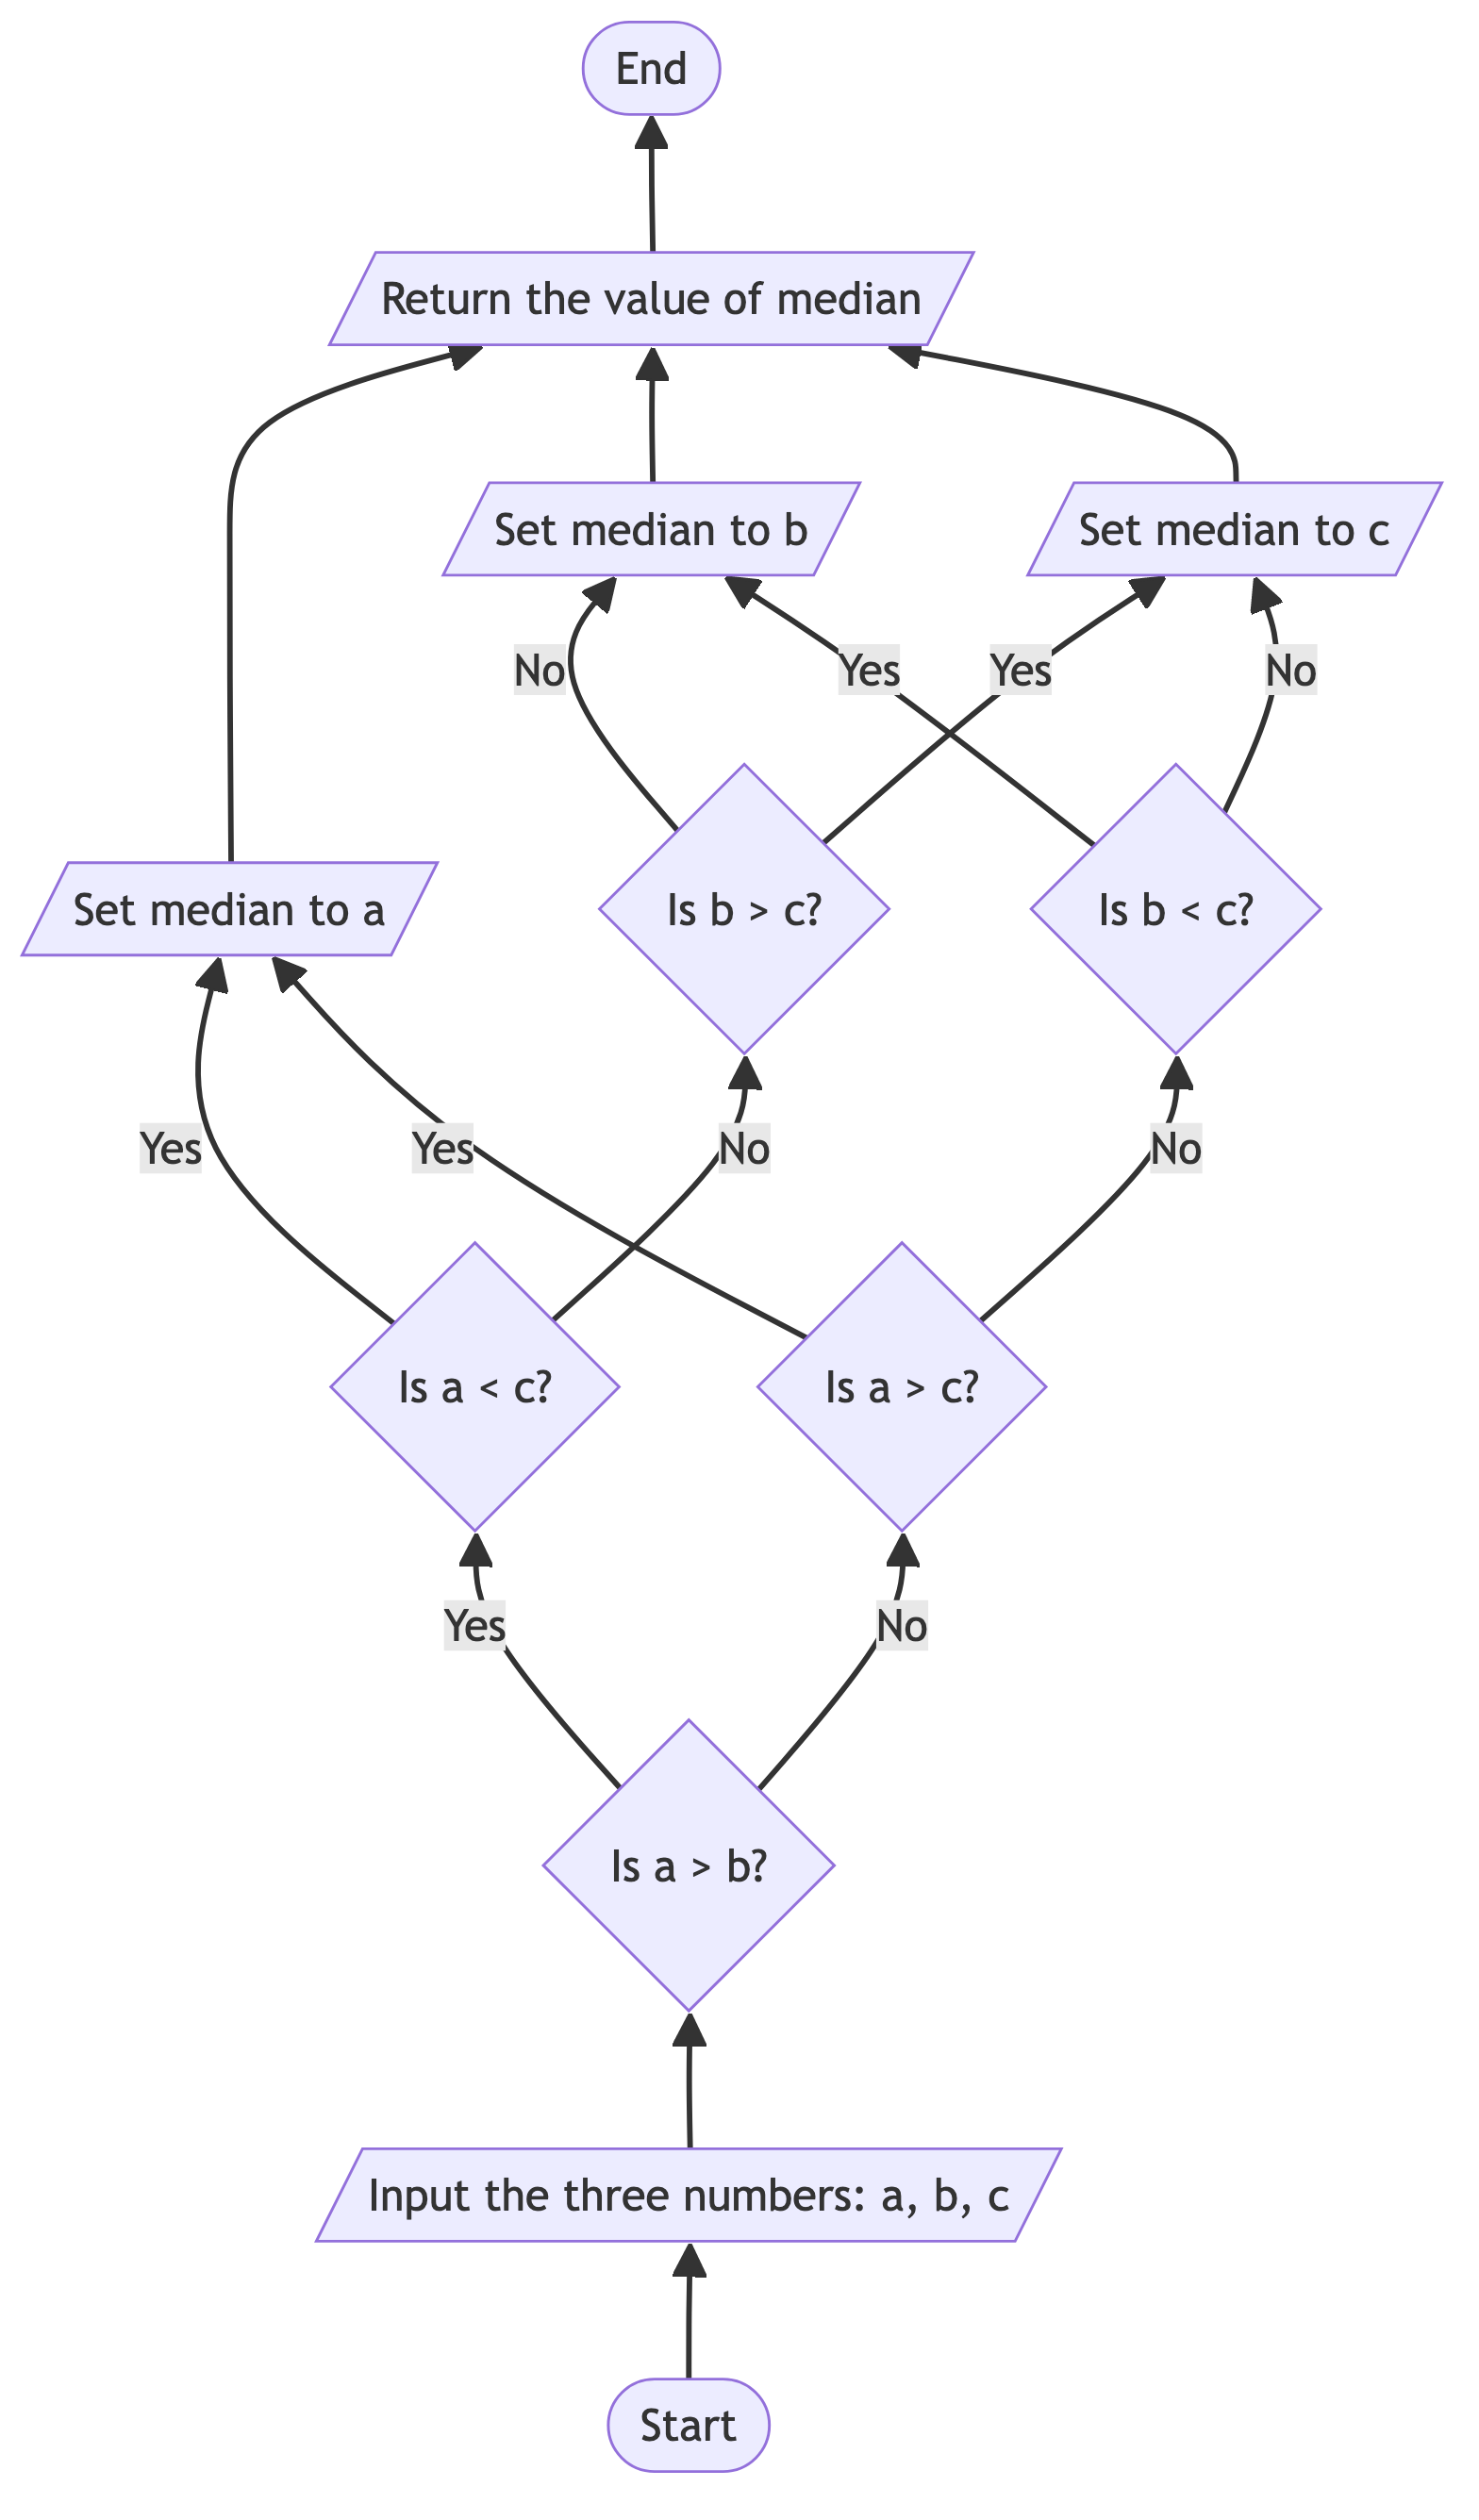 End
Return the value of median
Set median to b
Set median to c
No
Yes
Yes
No
Set median to a
Is b > c?
Is b < c?
Yes
Yes
No
No
Is a < c?
Is a > c?
Yes
No
Is a > b?
Input the three numbers: a, b, c
Start